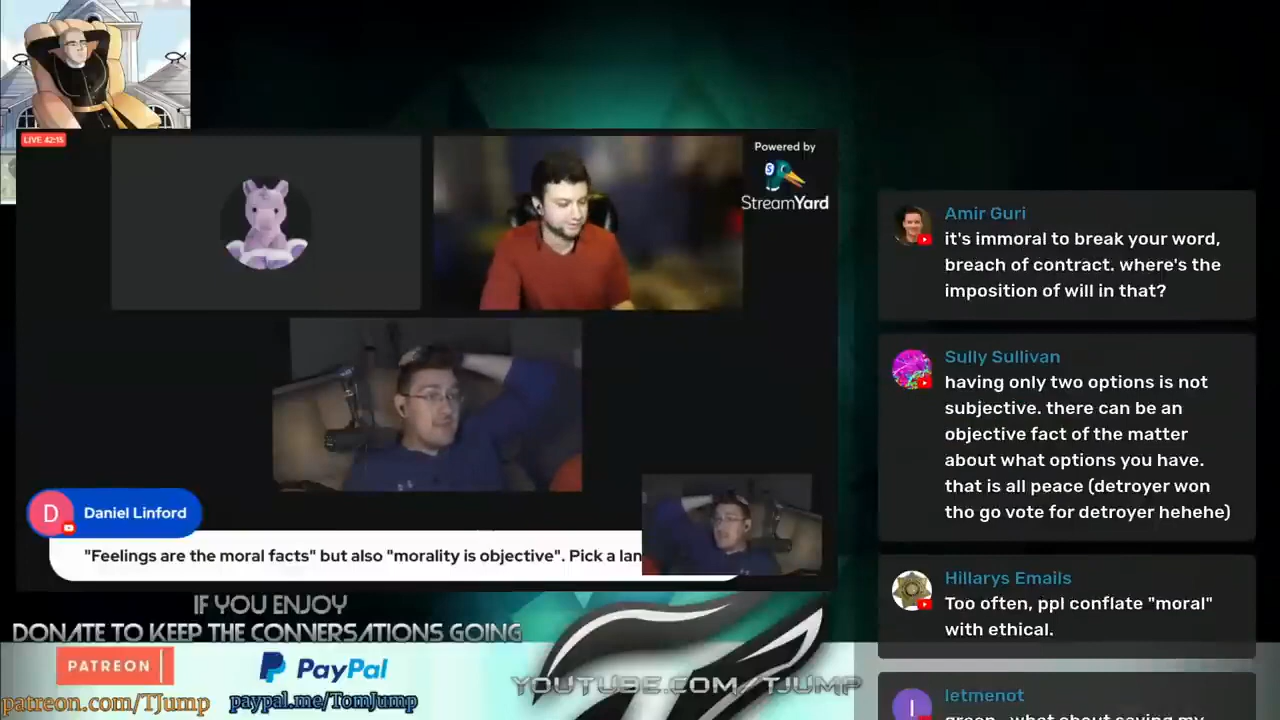 LIVE 42:15
Powered by
StreamYard
Daniel Linford
"Feelings are the moral facts" but also "morality is objective". Pick a lan
IF YOU ENJOY
DONATE TO KEEP THE CONVERSATIONS GOING
PATREON
PayPal
patreon.com/TJump
paypal.me/TomJump
YOUTUBE.COM/TJUMP
Amir Guri
it's immoral to break your word,
breach of contract. where's the
imposition of will in that?
Sully Sullivan
having only two options is not
subjective. there can be an
objective fact of the matter
about what options you have.
that is all peace (detroyer won
tho go vote for detroyer hehehe)
Hillarys Emails
Too often, ppl conflate "moral"
with ethical.
letmenot